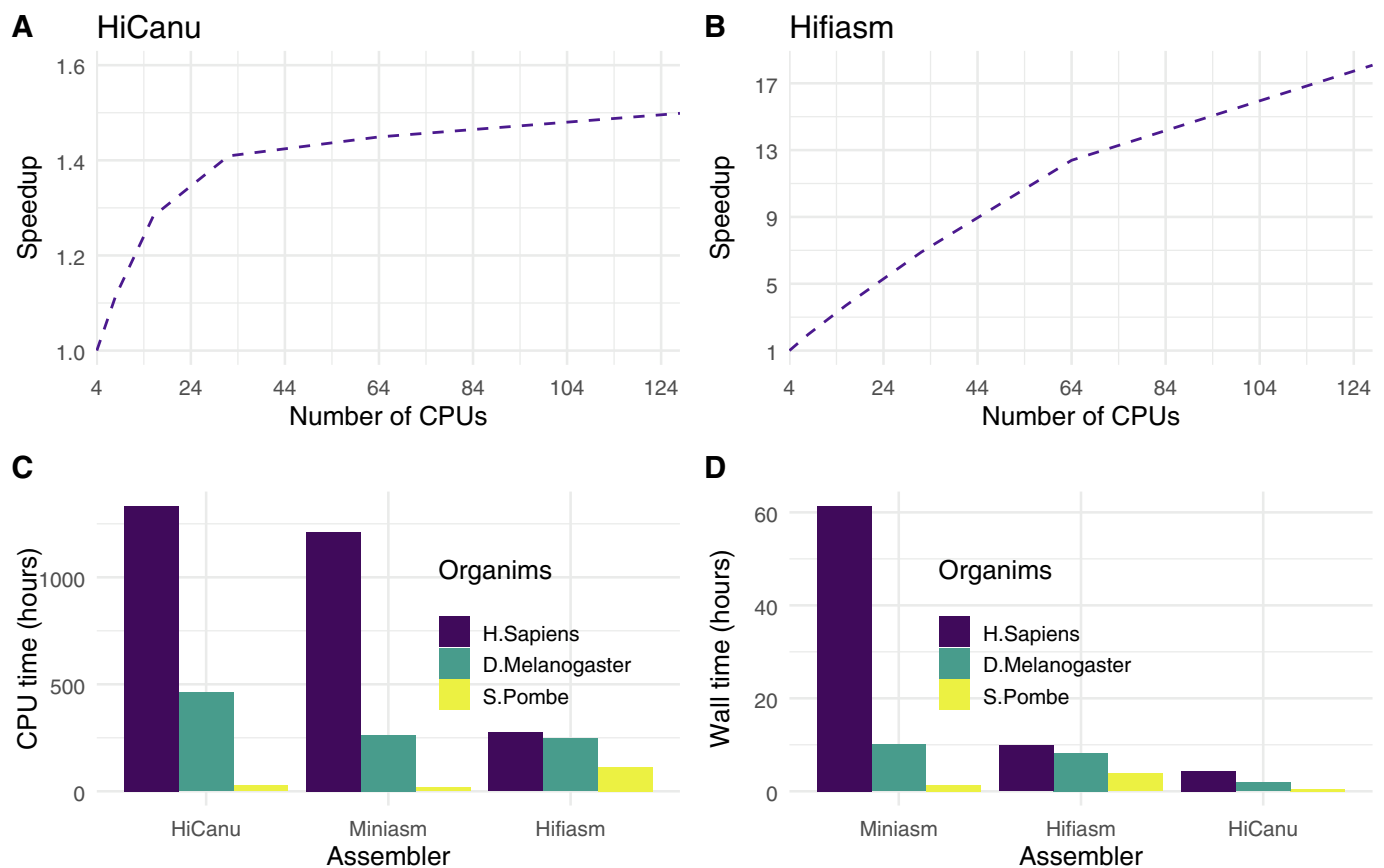 A
HiCanu
1.6
1.4
1.2
1.0
Speedup
4 24 44 64 84 104 124
Number of CPUs
B
Hifiasm
17
13
9
5
1
Speedup
4 24 44 64 84 104 124
Number of CPUs
C
1000
500
0
CPU time (hours)
Organims
H.Sapiens
D.Melanogaster
S.Pombe
HiCanu Miniasm Hifiasm
Assembler
D
60
40
20
0
Wall time (hours)
Organims
H.Sapiens
D.Melanogaster
S.Pombe
Miniasm Hifiasm HiCanu
Assembler